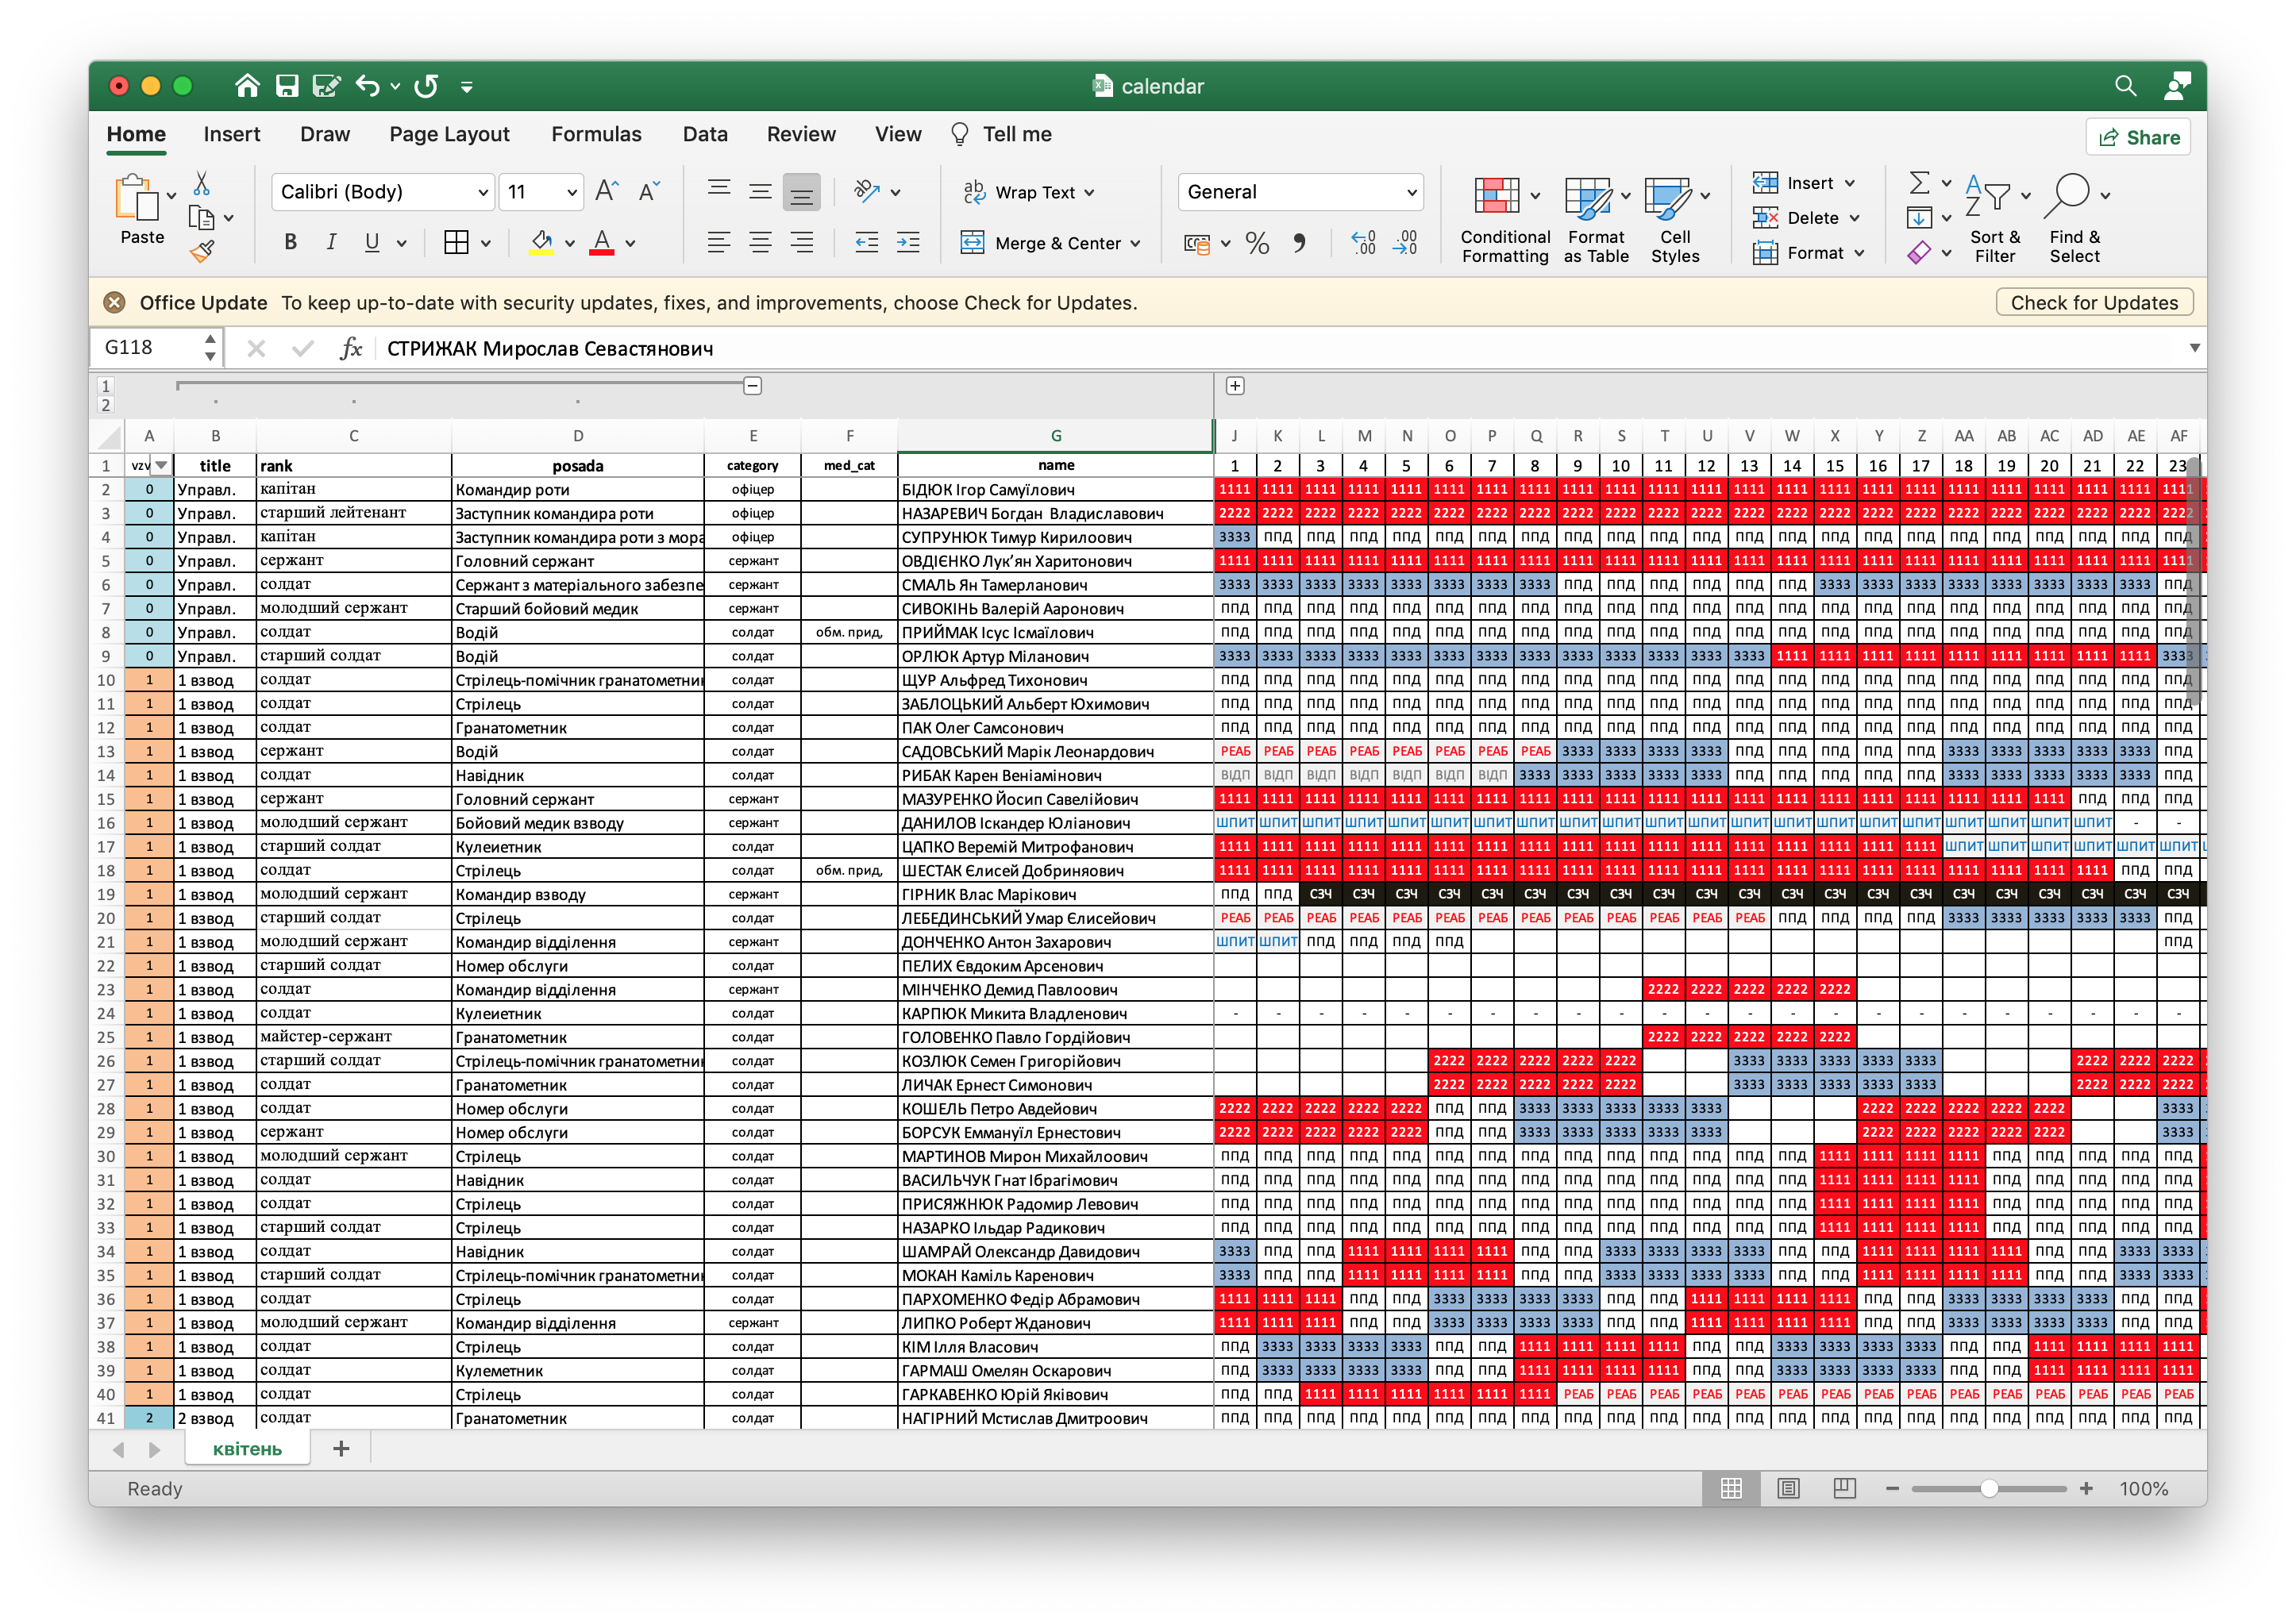 calendar
Home Insert Draw Page Layout Formulas Data Review View Tell me Share
Paste Calibri (Body) 11 Wrap Text General Conditional Formatting Format as Table Cell Styles Insert Sort & Filter Find & Select
Delete
B I U Merge & Center Format
Office Update To keep up-to-date with security updates, fixes, and improvements, choose Check for Updates. Check for Updates
G118 fx СТРИЖАК Мирослав Севастянович
1
2
A B C D E F G J K L M N O P Q R S T U V W X Y Z AA AB AC AD AE AF
1 vzv title rank posada category med_cat name 1 2 3 4 5 6 7 8 9 10 11 12 13 14 15 16 17 18 19 20 21 22 23
2 0 Управл. капітан Командир роти офіцер БІДЮК Ігор Самуїлович 1111 1111 1111 1111 1111 1111 1111 1111 1111 1111 1111 1111 1111 1111 1111 1111 1111 1111 1111 1111 1111 1111 1111
3 0 Управл. старший лейтенант Заступник командира роти офіцер НАЗАРЕВИЧ Богдан Владиславович 2222 2222 2222 2222 2222 2222 2222 2222 2222 2222 2222 2222 2222 2222 2222 2222 2222 2222 2222 2222 2222 2222 2222
4 0 Управл. капітан Заступник командира роти з мора офіцер СУПРУНЮК Тимур Кирилоович 3333 ППД ППД ППД ППД ППД ППД ППД ППД ППД ППД ППД ППД ППД ППД ППД ППД ППД ППД ППД ППД ППД ППД
5 0 Управл. сержант Головний сержант сержант ОВДІЄНКО Лук’ян Харитонович 1111 1111 1111 1111 1111 1111 1111 1111 1111 1111 1111 1111 1111 1111 1111 1111 1111 1111 1111 1111 1111 1111 1111
6 0 Управл. солдат Сержант з матеріального забезпе сержант СМАЛЬ Ян Тамерланович 3333 3333 3333 3333 3333 3333 3333 3333 ППД ППД ППД ППД ППД ППД 3333 3333 3333 3333 3333 3333 3333 3333 ППД
7 0 Управл. молодший сержант Старший бойовий медик сержант СИВОКІНЬ Валерій Ааронович ППД ППД ППД ППД ППД ППД ППД ППД ППД ППД ППД ППД ППД ППД ППД ППД ППД ППД ППД ППД ППД ППД ППД
8 0 Управл. солдат Водій солдат обм. прид, ПРИЙМАК Ісус Ісмаїлович ППД ППД ППД ППД ППД ППД ППД ППД ППД ППД ППД ППД ППД ППД ППД ППД ППД ППД ППД ППД ППД ППД ППД
9 0 Управл. старший солдат Водій солдат ОРЛЮК Артур Міланович 3333 3333 3333 3333 3333 3333 3333 3333 3333 3333 3333 3333 3333 1111 1111 1111 1111 1111 1111 1111 1111 1111 3333
10 1 1 взвод солдат Стрілець-помічник гранатометни солдат ЩУР Альфред Тихонович ППД ППД ППД ППД ППД ППД ППД ППД ППД ППД ППД ППД ППД ППД ППД ППД ППД ППД ППД ППД ППД ППД ППД
11 1 1 взвод солдат Стрілець солдат ЗАБЛОЦЬКИЙ Альберт Юхимович ППД ППД ППД ППД ППД ППД ППД ППД ППД ППД ППД ППД ППД ППД ППД ППД ППД ППД ППД ППД ППД ППД ППД
12 1 1 взвод солдат Гранатометник солдат ПАК Олег Самсонович ППД ППД ППД ППД ППД ППД ППД ППД ППД ППД ППД ППД ППД ППД ППД ППД ППД ППД ППД ППД ППД ППД ППД
13 1 1 взвод сержант Водій солдат САДОВСЬКИЙ Марік Леонардович РЕАБ РЕАБ РЕАБ РЕАБ РЕАБ РЕАБ РЕАБ РЕАБ 3333 3333 3333 3333 ППД ППД ППД ППД ППД 3333 3333 3333 3333 3333 ППД
14 1 1 взвод солдат Навідник солдат РИБАК Карен Веніамінович ВІДП ВІДП ВІДП ВІДП ВІДП ВІДП ВІДП 3333 3333 3333 3333 3333 ППД ППД ППД ППД ППД 3333 3333 3333 3333 3333 ППД
15 1 1 взвод сержант Головний сержант сержант МАЗУРЕНКО Йосип Савелійович 1111 1111 1111 1111 1111 1111 1111 1111 1111 1111 1111 1111 1111 1111 1111 1111 1111 1111 1111 1111 ППД ППД ППД
16 1 1 взвод молодший сержант Бойовий медик взводу сержант ДАНИЛОВ Іскандер Юліанович ШПИТ ШПИТ ШПИТ ШПИТ ШПИТ ШПИТ ШПИТ ШПИТ ШПИТ ШПИТ ШПИТ ШПИТ ШПИТ ШПИТ ШПИТ ШПИТ ШПИТ ШПИТ ШПИТ ШПИТ ШПИТ - -
17 1 1 взвод старший солдат Кулеиетник солдат ЦАПКО Веремій Митрофанович 1111 1111 1111 1111 1111 1111 1111 1111 1111 1111 1111 1111 1111 1111 1111 1111 1111 ШПИТ ШПИТ ШПИТ ШПИТ ШПИТ ШПИТ
18 1 1 взвод солдат Стрілець солдат обм. прид, ШЕСТАК Єлисей Добриняович 1111 1111 1111 1111 1111 1111 1111 1111 1111 1111 1111 1111 1111 1111 1111 1111 1111 1111 1111 1111 1111 ППД ППД
19 1 1 взвод молодший сержант Командир взводу сержант ГІРНИК Влас Марікович ППД ППД СЗЧ СЗЧ СЗЧ СЗЧ СЗЧ СЗЧ СЗЧ СЗЧ СЗЧ СЗЧ СЗЧ СЗЧ СЗЧ СЗЧ СЗЧ СЗЧ СЗЧ СЗЧ СЗЧ СЗЧ СЗЧ
20 1 1 взвод старший солдат Стрілець солдат ЛЕБЕДИНСЬКИЙ Умар Єлисейович РЕАБ РЕАБ РЕАБ РЕАБ РЕАБ РЕАБ РЕАБ РЕАБ РЕАБ РЕАБ РЕАБ РЕАБ РЕАБ ППД ППД ППД ППД 3333 3333 3333 3333 3333 ППД
21 1 1 взвод молодший сержант Командир відділення сержант ДОНЧЕНКО Антон Захарович ШПИТ ШПИТ ППД ППД ППД ППД ППД
22 1 1 взвод старший солдат Номер обслуги солдат ПЕЛИХ Євдоким Арсенович
23 1 1 взвод солдат Командир відділення сержант МІНЧЕНКО Демид Павлоович 2222 2222 2222 2222 2222
24 1 1 взвод солдат Кулеиетник солдат КАРПЮК Микита Владленович - - - - - - - - - - - - - - - - - - - - - - -
25 1 1 взвод майстер-сержант Гранатометник солдат ГОЛОВЕНКО Павло Гордійович 2222 2222 2222 2222 2222
26 1 1 взвод старший солдат Стрілець-помічник гранатометни солдат КОЗЛЮК Семен Григорійович 2222 2222 2222 2222 2222 3333 3333 3333 3333 3333 2222 2222 2222
27 1 1 взвод солдат Гранатометник солдат ЛИЧАК Ернест Симонович 2222 2222 2222 2222 2222 3333 3333 3333 3333 3333 2222 2222 2222
28 1 1 взвод солдат Номер обслуги солдат КОШЕЛЬ Петро Авдейович 2222 2222 2222 2222 2222 ППД ППД 3333 3333 3333 3333 3333 2222 2222 2222 2222 2222 3333
29 1 1 взвод сержант Номер обслуги солдат БОРСУК Еммануїл Ернестович 2222 2222 2222 2222 2222 ППД ППД 3333 3333 3333 3333 3333 2222 2222 2222 2222 2222 3333
30 1 1 взвод молодший сержант Стрілець солдат МАРТИНОВ Мирон Михайлоович ППД ППД ППД ППД ППД ППД ППД ППД ППД ППД ППД ППД ППД ППД 1111 1111 1111 1111 ППД ППД ППД ППД ППД
31 1 1 взвод солдат Навідник солдат ВАСИЛЬЧУК Гнат Ібрагімович ППД ППД ППД ППД ППД ППД ППД ППД ППД ППД ППД ППД ППД ППД 1111 1111 1111 1111 ППД ППД ППД ППД ППД
32 1 1 взвод солдат Стрілець солдат ПРИСЯЖНЮК Радомир Левович ППД ППД ППД ППД ППД ППД ППД ППД ППД ППД ППД ППД ППД ППД 1111 1111 1111 1111 ППД ППД ППД ППД ППД
33 1 1 взвод старший солдат Стрілець солдат НАЗАРКО Ільдар Радикович ППД ППД ППД ППД ППД ППД ППД ППД ППД ППД ППД ППД ППД ППД 1111 1111 1111 1111 ППД ППД ППД ППД ППД
34 1 1 взвод солдат Навідник солдат ШАМРАЙ Олександр Давидович 3333 ППД ППД 1111 1111 1111 1111 ППД ППД 3333 3333 3333 3333 ППД ППД 1111 1111 1111 1111 ППД ППД 3333 3333
35 1 1 взвод старший солдат Стрілець-помічник гранатометни солдат МОКАН Каміль Каренович 3333 ППД ППД 1111 1111 1111 1111 ППД ППД 3333 3333 3333 3333 ППД ППД 1111 1111 1111 1111 ППД ППД 3333 3333
36 1 1 взвод солдат Стрілець солдат ПАРХОМЕНКО Федір Абрамович 1111 1111 1111 ППД ППД 3333 3333 3333 3333 ППД ППД 1111 1111 1111 1111 ППД ППД 3333 3333 3333 3333 ППД ППД
37 1 1 взвод молодший сержант Командир відділення сержант ЛИПКО Роберт Жданович 1111 1111 1111 ППД ППД 3333 3333 3333 3333 ППД ППД 1111 1111 1111 1111 ППД ППД 3333 3333 3333 3333 ППД ППД
38 1 1 взвод солдат Стрілець солдат КІМ Ілля Власович ППД 3333 3333 3333 3333 ППД ППД 1111 1111 1111 1111 ППД ППД 3333 3333 3333 3333 ППД ППД 1111 1111 1111 1111
39 1 1 взвод солдат Кулеметник солдат ГАРМАШ Омелян Оскарович ППД 3333 3333 3333 3333 ППД ППД 1111 1111 1111 1111 ППД ППД 3333 3333 3333 3333 ППД ППД 1111 1111 1111 1111
40 1 1 взвод солдат Стрілець солдат ГАРКАВЕНКО Юрій Яківович ППД ППД 1111 1111 1111 1111 1111 1111 РЕАБ РЕАБ РЕАБ РЕАБ РЕАБ РЕАБ РЕАБ РЕАБ РЕАБ РЕАБ РЕАБ РЕАБ РЕАБ РЕАБ РЕАБ
41 2 2 взвод солдат Гранатометник солдат НАГІРНИЙ Мстислав Дмитроович ППД ППД ППД ППД ППД ППД ППД ППД ППД ППД ППД ППД ППД ППД ППД ППД ППД ППД ППД ППД ППД ППД ППД
квітень
Ready 100%